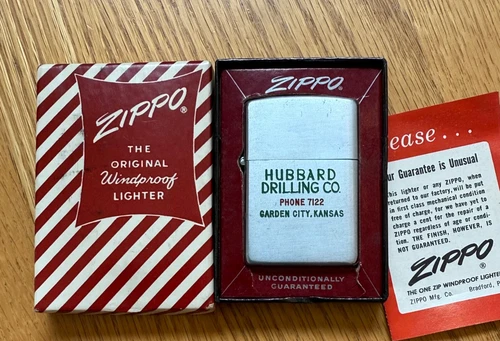 ZIPPO®
THE
ORIGINAL
Windproof
LIGHTER
ZIPPO®
HUBBARD
DRILLING CO.
PHONE 7122
GARDEN CITY, KANSAS
UNCONDITIONALLY
GUARANTEED
ease...
ur Guarantee is Unusual
this lighter or any ZIPPO, when
returned to our factory, will be put
in first class mechanical condition
free of charge, for we have yet to
charge a cent for the repair of a
ZIPPO regardless of age or condi-
tion. THE FINISH, HOWEVER, IS
NOT GUARANTEED.
ZIPPO®
THE ONE ZIP WINDPROOF LIGHTE
ZIPPO Mfg. Co. Bradford, P